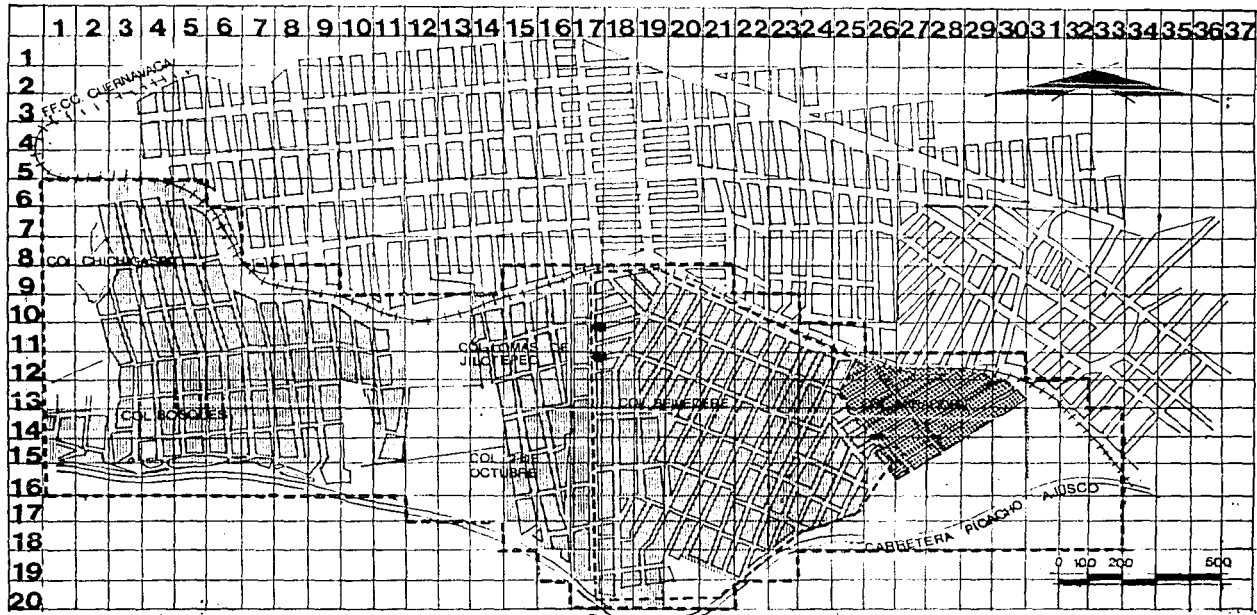 1 2 3 4 5 6 7 8 9 10 11 12 13 14 15 16 17 18 19 20 21 22 23 24 25 26 27 28 29 30 31 32 33 34 35 36 37
1
2
3
4
5
6
7
8
9
10
11
12
13
14
15
16
17
18
19
20
FF.CC. CUERNAVACA
COL. CHICHICASPA
COL. BOSQUES
COL. LOMAS DE
JILOTEPEC
COL. 2 DE
OCTUBRE
COL. BELVEDERE
CARRETERA PICACHO AJUSCO
0 100 200 500